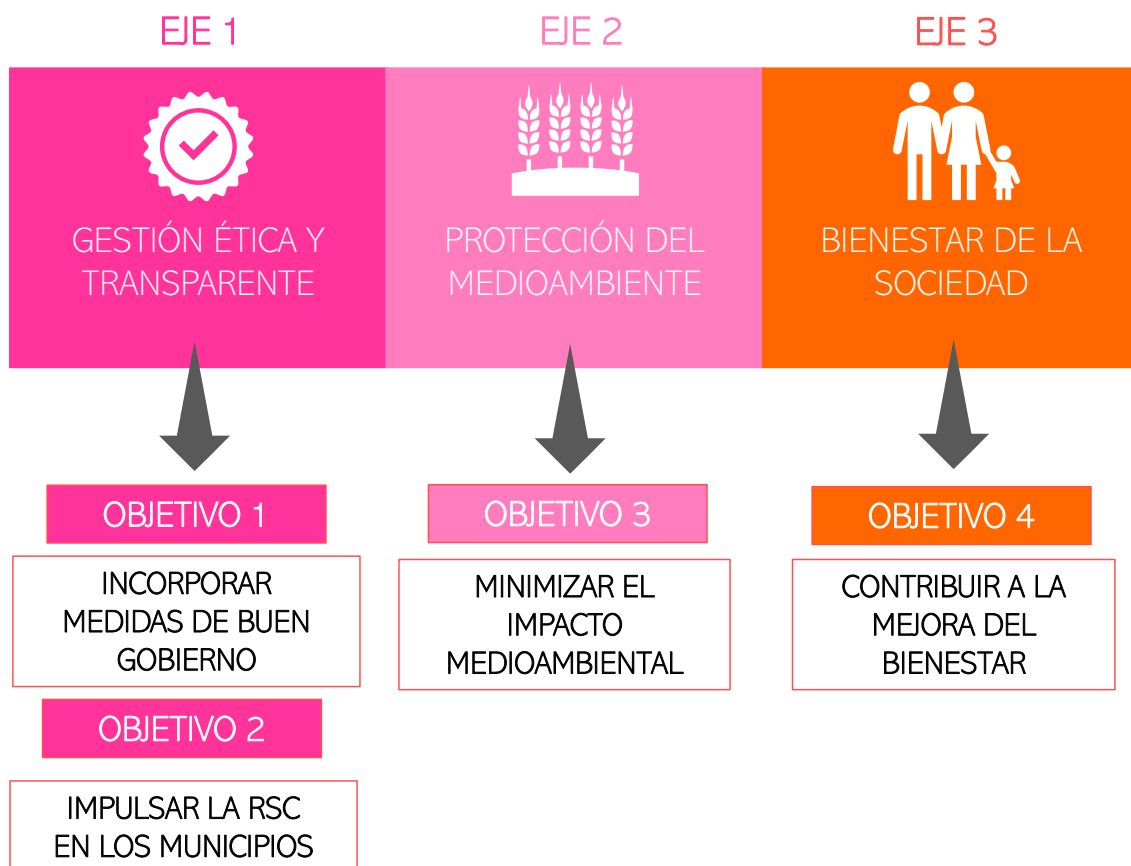 EJE 1
EJE 2
EJE 3
GESTIÓN ÉTICA Y
TRANSPARENTE
PROTECCIÓN DEL
MEDIOAMBIENTE
BIENESTAR DE LA
SOCIEDAD
OBJETIVO 1
INCORPORAR
MEDIDAS DE BUEN
GOBIERNO
OBJETIVO 2
IMPULSAR LA RSC
EN LOS MUNICIPIOS
OBJETIVO 3
MINIMIZAR EL
IMPACTO
MEDIOAMBIENTAL
OBJETIVO 4
CONTRIBUIR A LA
MEJORA DEL
BIENESTAR